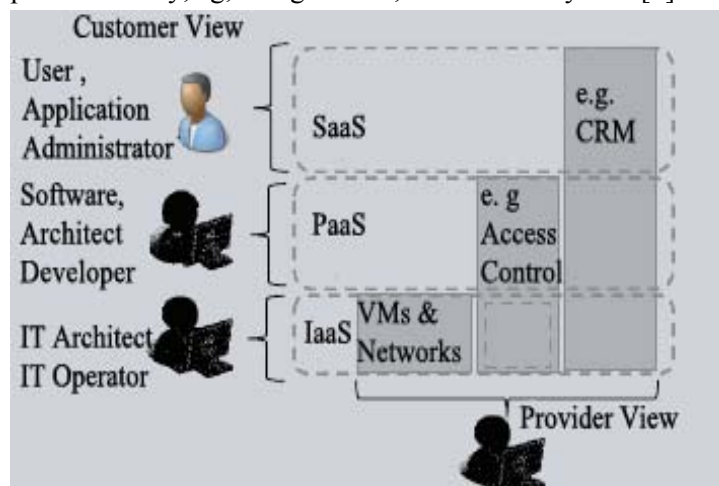 Customer View
User ,
Application
Administrator
SaaS
e.g.
CRM
Software,
Architect
Developer
PaaS
e. g
Access
Control
IT Architect
IT Operator
IaaS
VMs &
Networks
Provider View